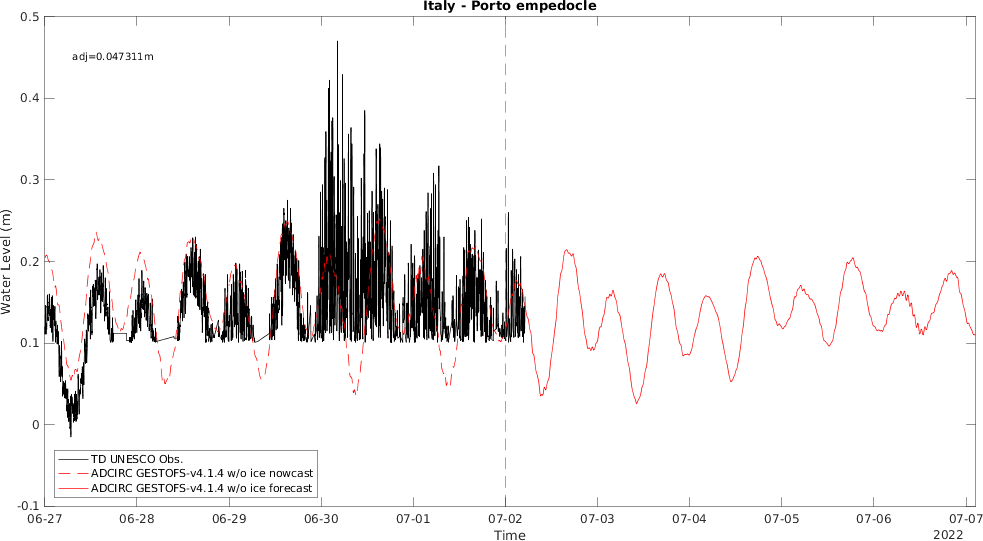 Italy - Porto empedocle
0.5
adj=0.047311m
0.4
0.3
0.2
0.1
0
-0.1
Water Level (m)
TD UNESCO Obs.
ADCIRC GESTOFS-v4.1.4 w/o ice nowcast
ADCIRC GESTOFS-v4.1.4 w/o ice forecast
06-27 06-28 06-29 06-30 07-01 07-02 07-03 07-04 07-05 07-06 07-07
Time
2022